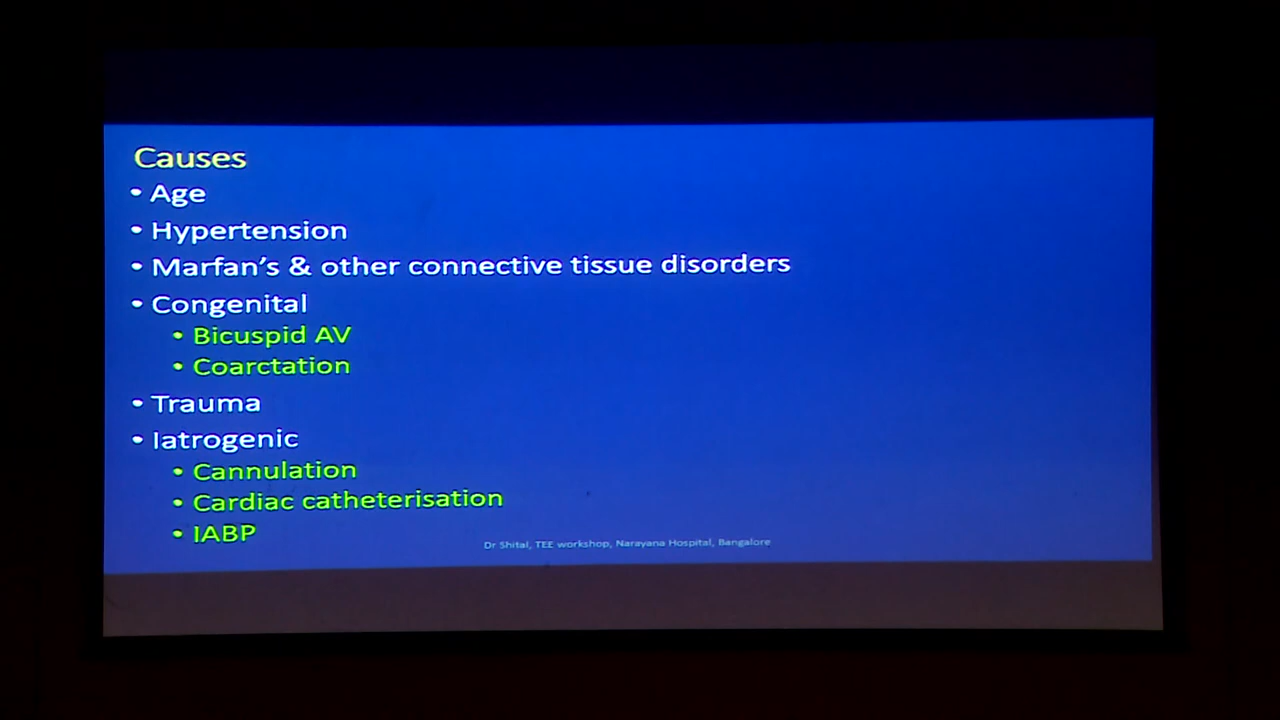 Causes
• Age
• Hypertension
• Marfan's & other connective tissue disorders
• Congenital
• Bicuspid AV
• Coarctation
• Trauma
• Iatrogenic
• Cannulation
• Cardiac catheterisation
• IABP
Dr Shital, TEE workshop, Narayana Hospital, Bangalore